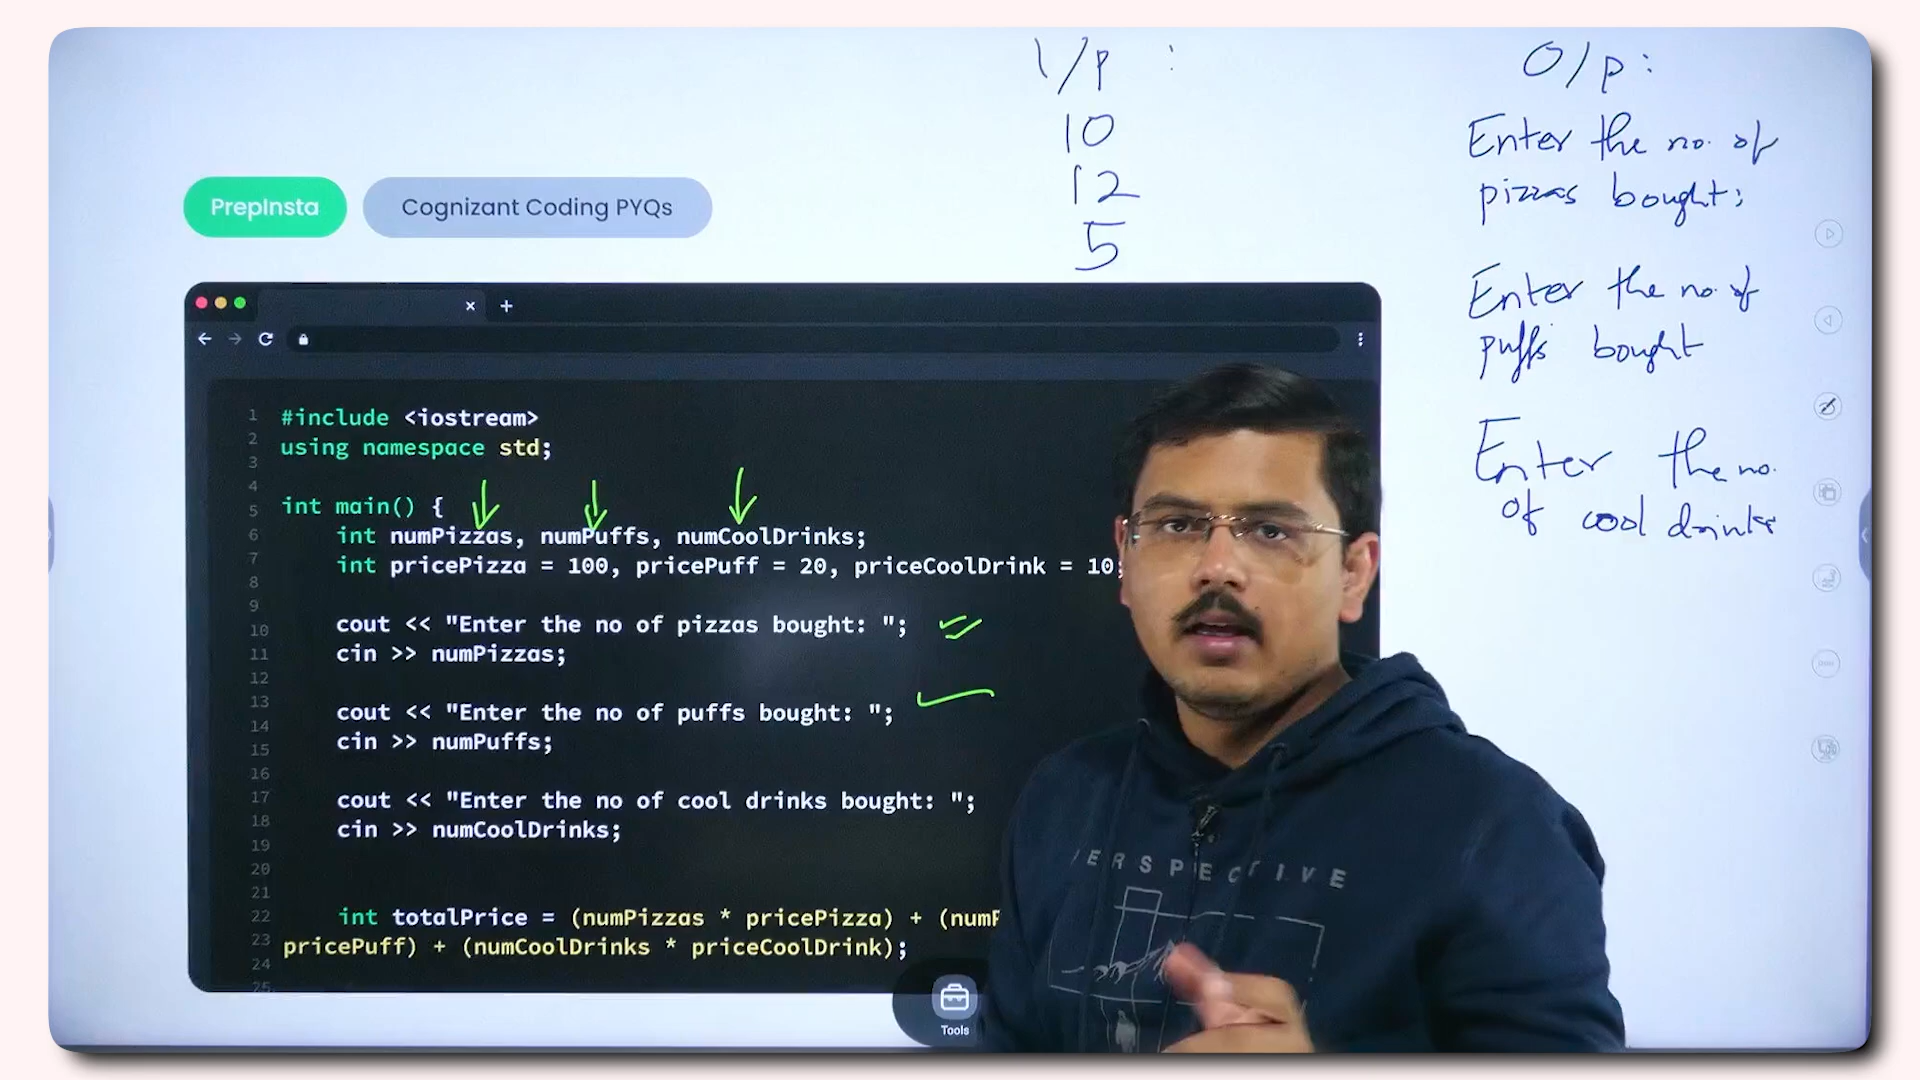 I/P :
10
12
5
O/p :
Enter the no. of
pizzas bought:
Enter the no. of
puffs bought
Enter the no.
of cool drinks
PrepInsta
Cognizant Coding PYQs
1 #include <iostream>
2 using namespace std;
3
4
5 int main() {
6 int numPizzas, numPuffs, numCoolDrinks;
7 int pricePizza = 100, pricePuff = 20, priceCoolDrink = 10;
8
9
10 cout << "Enter the no of pizzas bought: ";
11 cin >> numPizzas;
12
13
14 cout << "Enter the no of puffs bought: ";
15 cin >> numPuffs;
16
17 cout << "Enter the no of cool drinks bought: ";
18 cin >> numCoolDrinks;
19
20
21
22 int totalPrice = (numPizzas * pricePizza) + (numP
23 pricePuff) + (numCoolDrinks * priceCoolDrink);
24
25
Tools
PERSPECTIVE